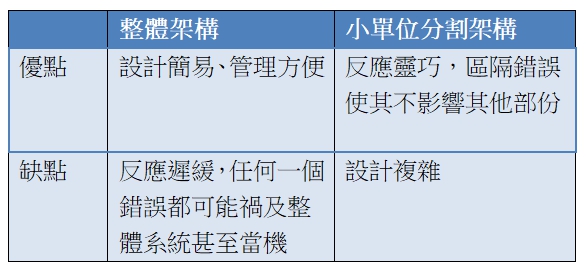 整體架構 小單位分割架構
優點 設計簡易、管理方便 反應靈巧，區隔錯誤
使其不影響其他部份
缺點 反應遲緩，任何一個 設計複雜
錯誤都可能禍及整
體系統甚至當機